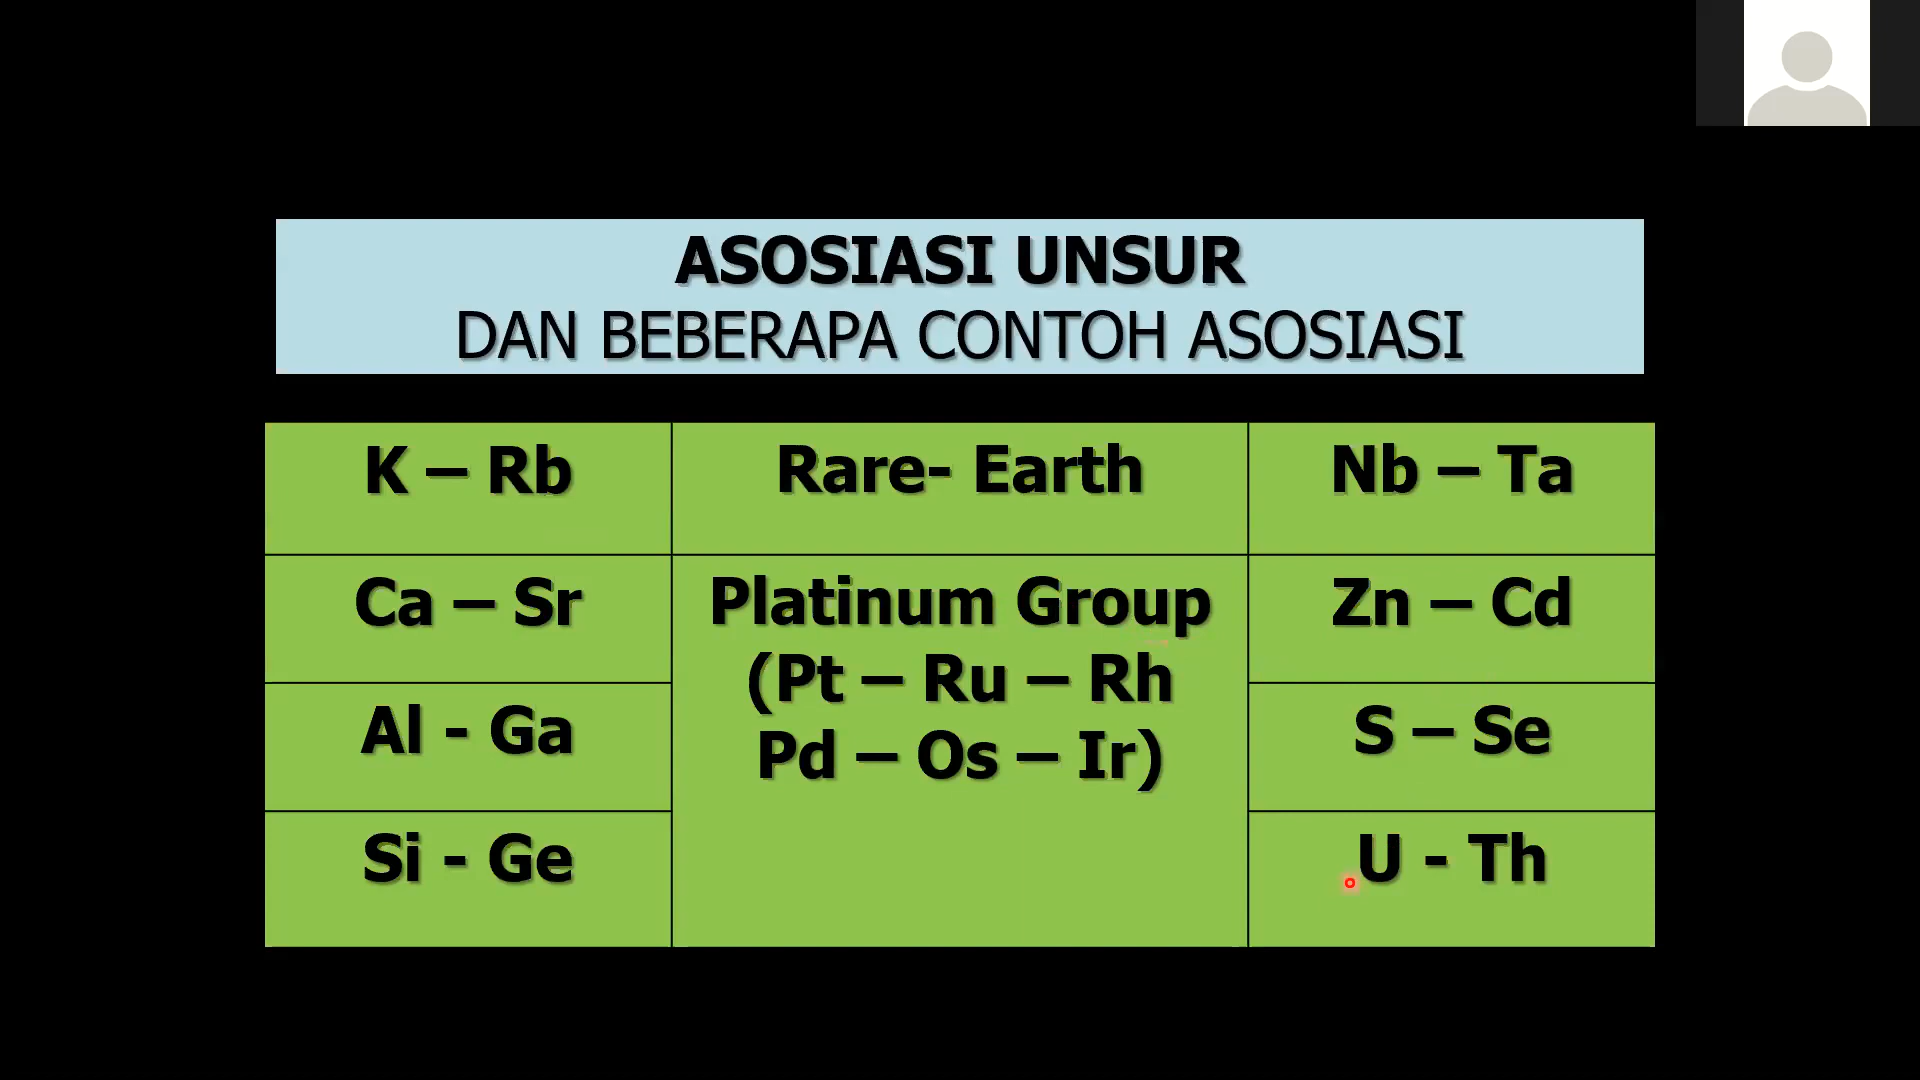 ASOSIASI UNSUR
DAN BEBERAPA CONTOH ASOSIASI
K – Rb
Rare- Earth
Nb – Ta
Ca – Sr
Platinum Group
(Pt – Ru – Rh
Pd – Os – Ir)
Zn – Cd
Al - Ga
S – Se
Si - Ge
U - Th